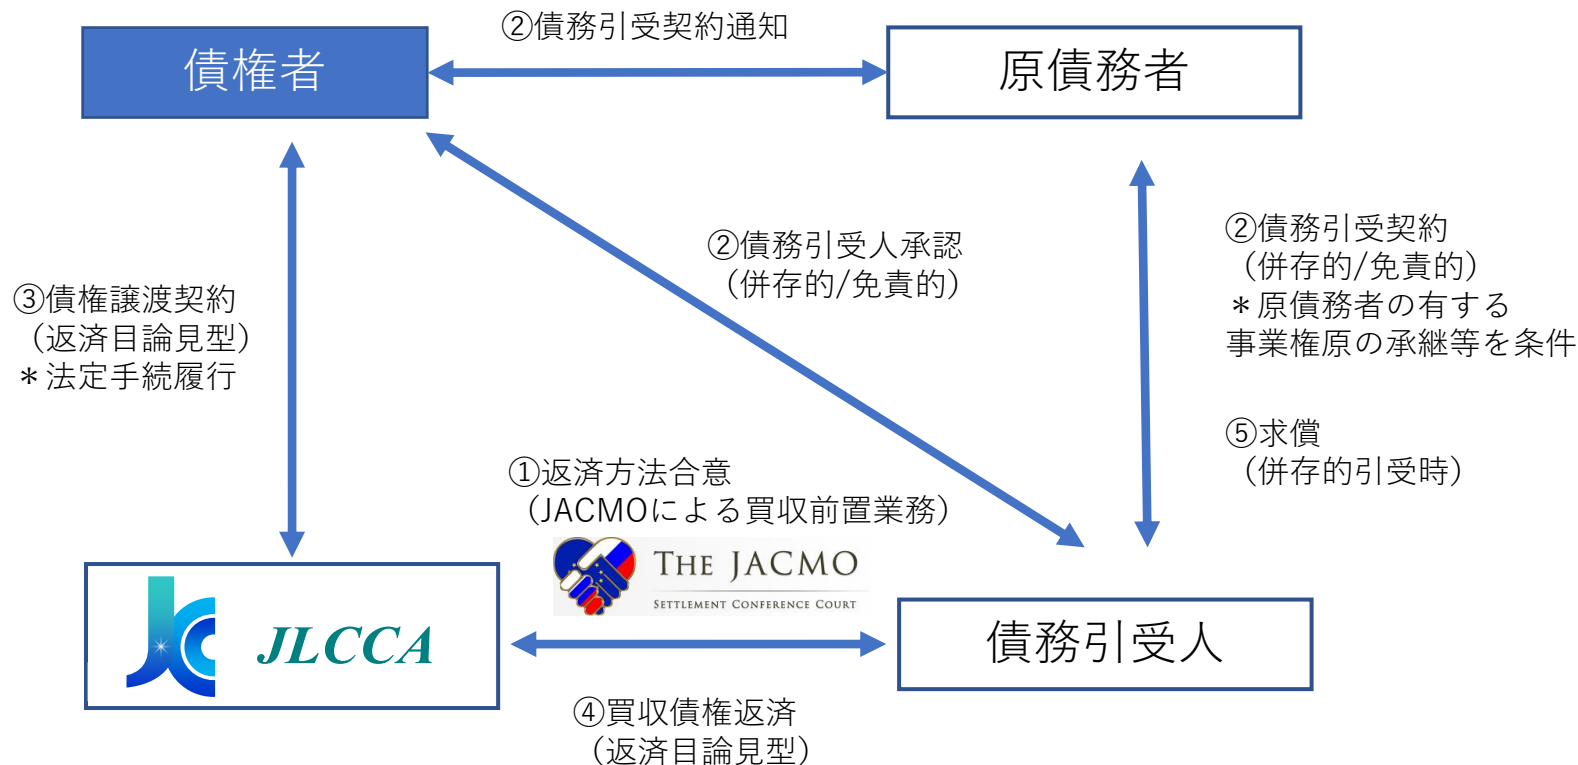 ②債務引受契約通知
債権者
原債務者
②債務引受人承認
（併存的/免責的）
②債務引受契約
（併存的/免責的）
＊原債務者の有する
事業権原の承継等を条件
③債権譲渡契約
（返済目論見型）
＊法定手続履行
⑤求償
（併存的引受時）
①返済方法合意
（JACMOによる買収前置業務）
THE JACMO
SETTLEMENT CONFERENCE COURT
JLCCA
債務引受人
④買収債権返済
（返済目論見型）